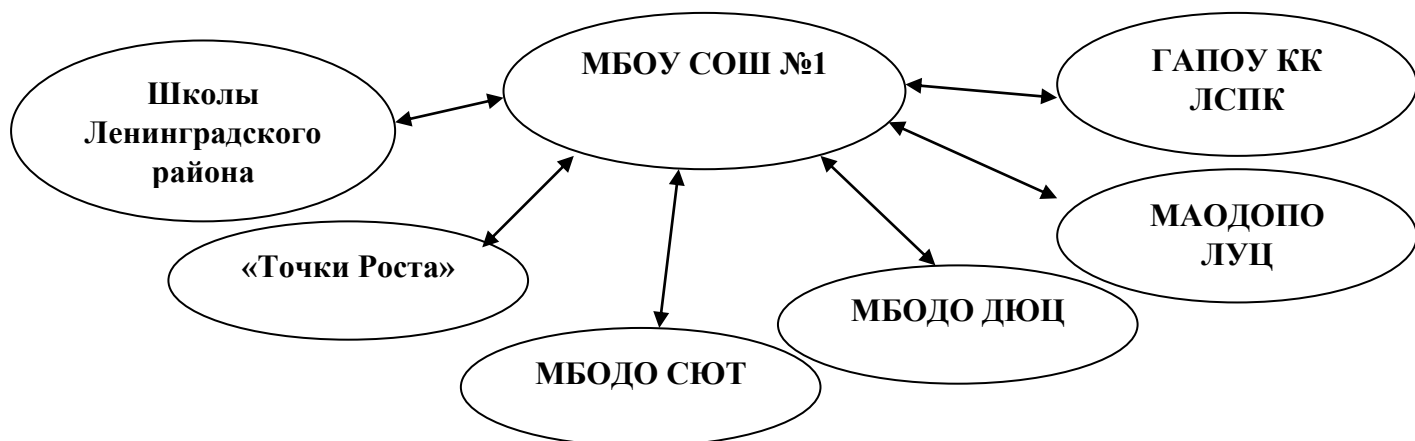 МБОУ СОШ №1
ГАПОУ КК
ЛСПК
Школы
Ленинградского
района
МАОДОПО
ЛУЦ
«Точки Роста»
МБОДО ДЮЦ
МБОДО СЮТ